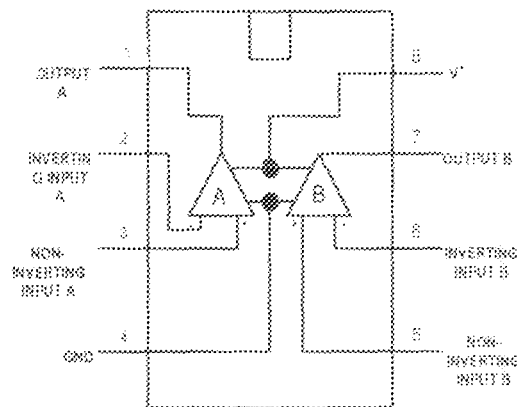 1
OUTPUT
A
2
INVERTIN
G INPUT
A
3
NON-
INVERTING
INPUT A
4
GND
A
B
8
V+
7
OUTPUT B
6
INVERTING
INPUT B
5
NON-
INVERTING
INPUT B